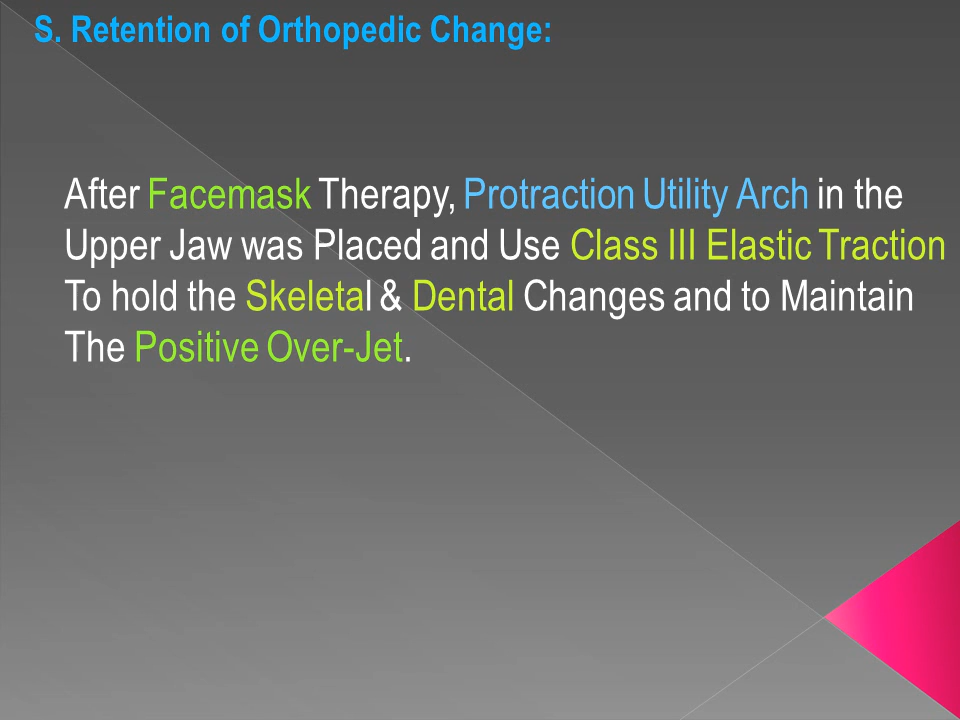 S. Retention of Orthopedic Change:
After Facemask Therapy, Protraction Utility Arch in the
Upper Jaw was Placed and Use Class III Elastic Traction
To hold the Skeletal & Dental Changes and to Maintain
The Positive Over-Jet.